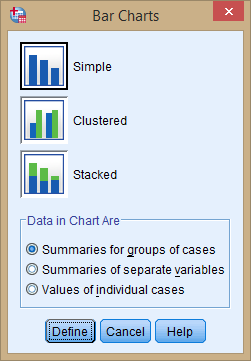 Bar Charts
Simple
Clustered
Stacked
Data in Chart Are
Summaries for groups of cases
Summaries of separate variables
Values of individual cases
Define Cancel Help